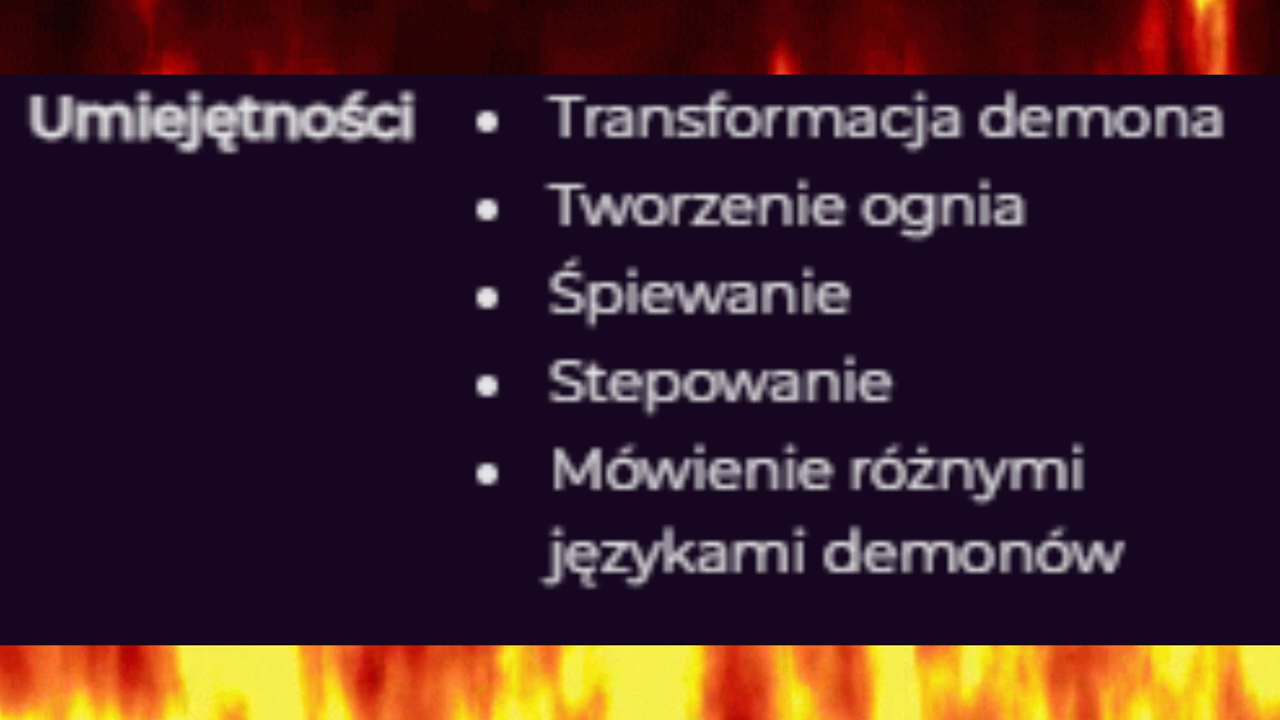 Umiejętności • Transformacja demona
• Tworzenie ognia
• Śpiewanie
• Stepowanie
• Mówienie różnymi
językami demonów